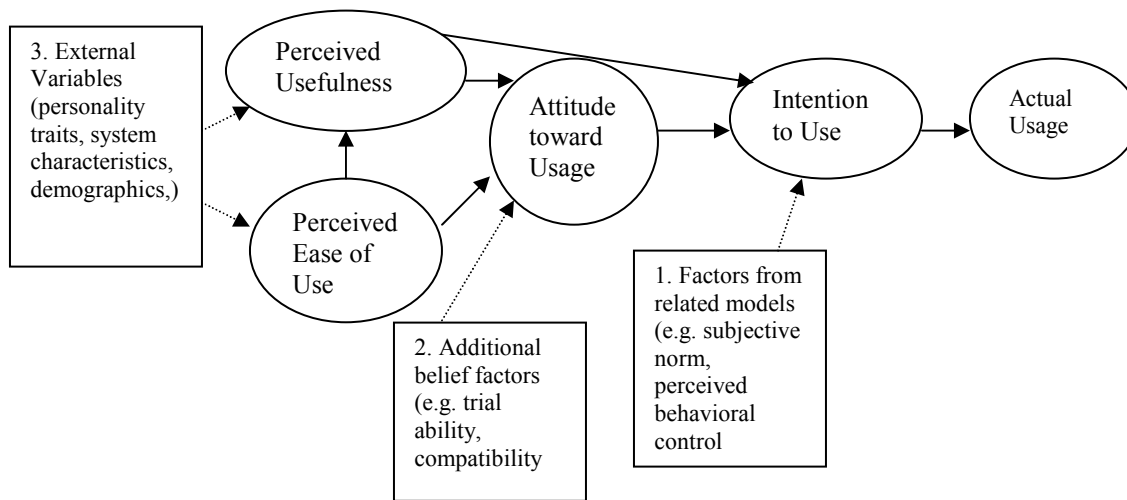 3. External
Variables
(personality
traits, system
characteristics,
demographics,)
Perceived
Usefulness
Perceived
Ease of
Use
Attitude
toward
Usage
Intention
to Use
Actual
Usage
2. Additional
belief factors
(e.g. trial
ability,
compatibility
1. Factors from
related models
(e.g. subjective
norm,
perceived
behavioral
control